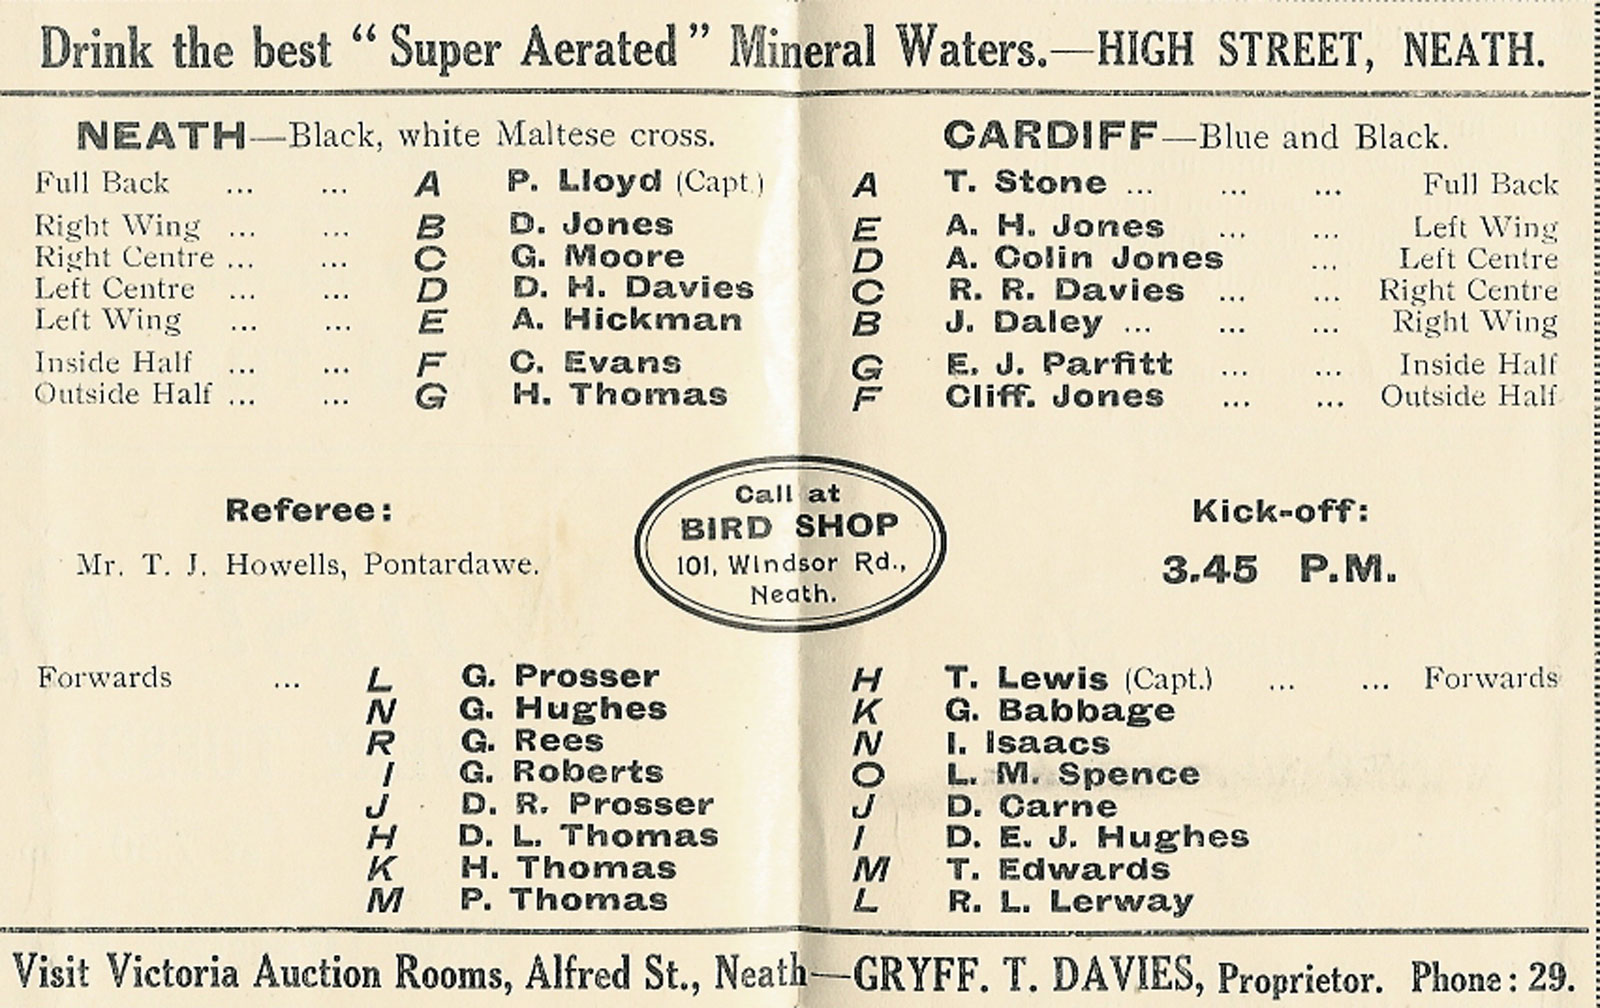 Drink the best “Super Aerated” Mineral Waters.—HIGH STREET, NEATH.
NEATH—Black, white Maltese cross. CARDIFF—Blue and Black.
Full Back ... ... A P. Lloyd (Capt.) A T. Stone ... ... ... Full Back
Right Wing ... ... B D. Jones E A. H. Jones ... ... Left Wing
Right Centre ... ... C G. Moore D A. Colin Jones ... Left Centre
Left Centre ... ... D D. H. Davies C R. R. Davies ... ... Right Centre
Left Wing ... ... E A. Hickman B J. Daley ... ... ... Right Wing
Inside Half ... ... F C. Evans G E. J. Parfitt ... ... Inside Half
Outside Half ... ... G H. Thomas F Cliff. Jones ... ... Outside Half
Referee:
Mr. T. J. Howells, Pontardawe.
Call at
BIRD SHOP
101, Windsor Rd.,
Neath.
Kick-off:
3.45 P.M.
Forwards ... L G. Prosser H T. Lewis (Capt.) ... ... Forwards
N G. Hughes K G. Babbage
R G. Rees N I. Isaacs
I G. Roberts O L. M. Spence
J D. R. Prosser J D. Carne
H D. L. Thomas I D. E. J. Hughes
K H. Thomas M T. Edwards
M P. Thomas L R. L. Lerway
Visit Victoria Auction Rooms, Alfred St., Neath—GRYFF. T. DAVIES, Proprietor. Phone: 29.